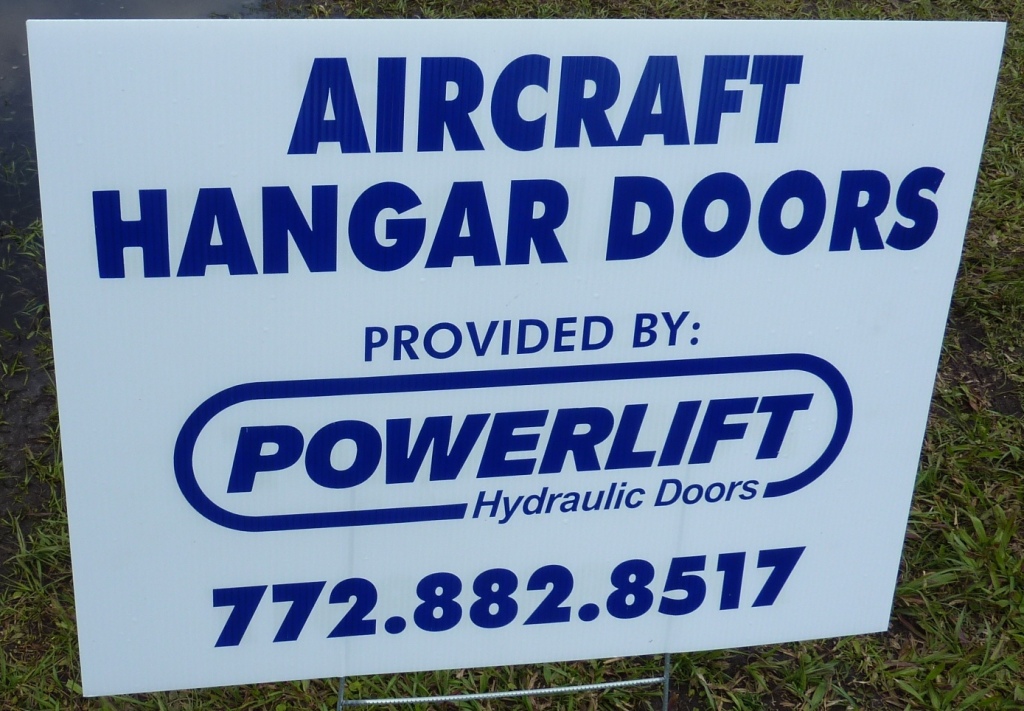 AIRCRAFT
HANGAR DOORS
PROVIDED BY:
POWERLIFT
Hydraulic Doors
772.882.8517